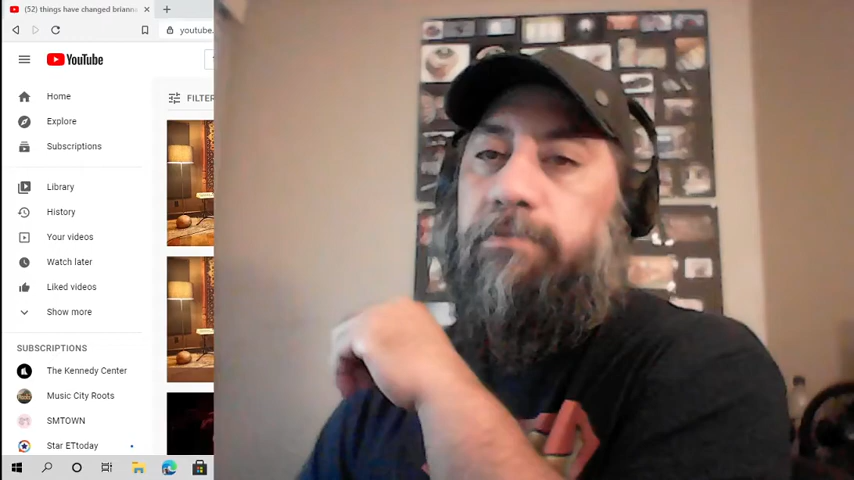 (52) things have changed brianna
youtube.
YouTube
FILTER
Home
Explore
Subscriptions
Library
History
Your videos
Watch later
Liked videos
Show more
SUBSCRIPTIONS
The Kennedy Center
Music City Roots
SMTOWN
Star ETtoday